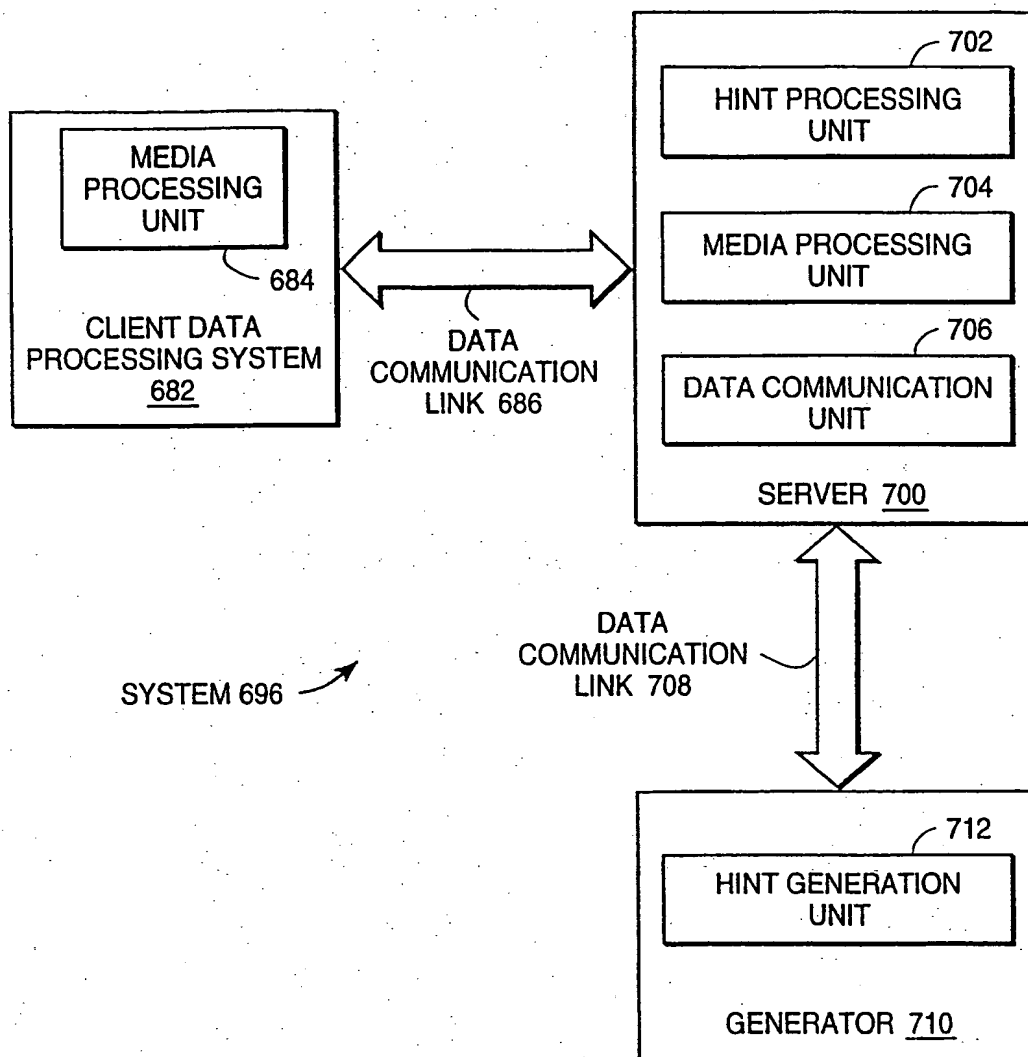 MEDIA
PROCESSING
UNIT
684
CLIENT DATA
PROCESSING SYSTEM
682
DATA
COMMUNICATION
LINK 686
702
HINT PROCESSING
UNIT
704
MEDIA PROCESSING
UNIT
706
DATA COMMUNICATION
UNIT
SERVER 700
DATA
COMMUNICATION
LINK 708
SYSTEM 696
712
HINT GENERATION
UNIT
GENERATOR 710